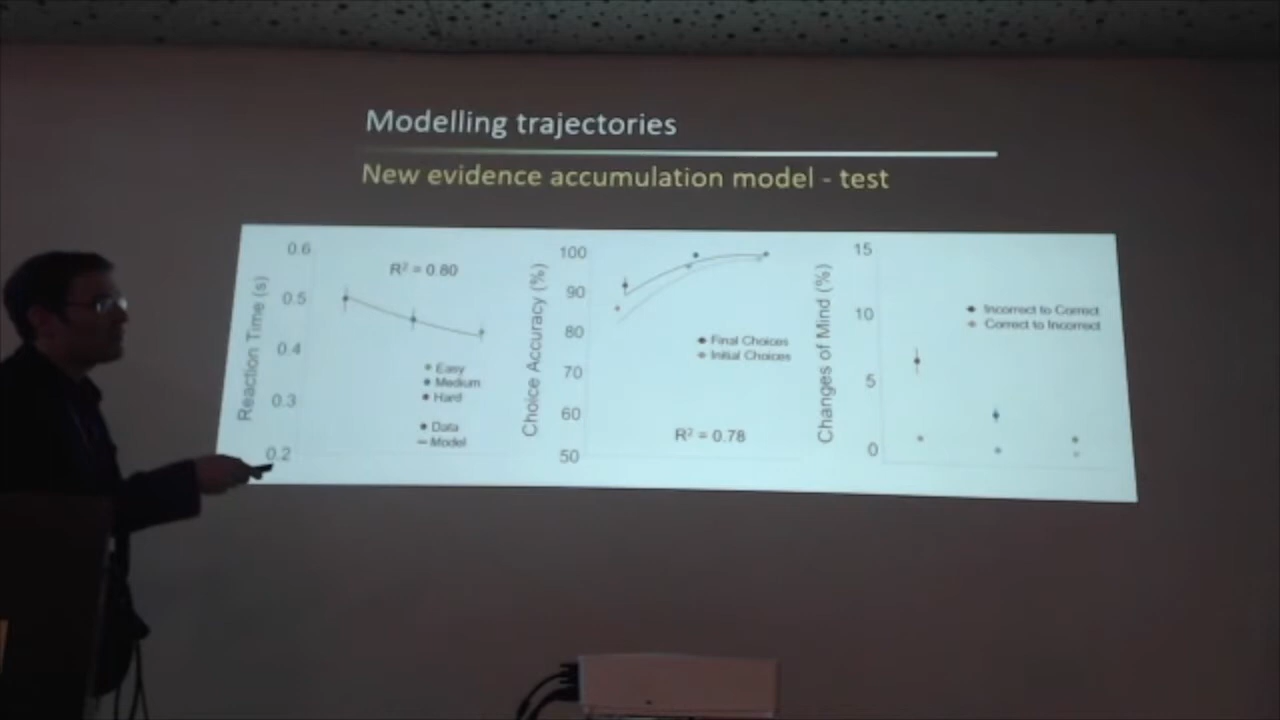 Modelling trajectories
New evidence accumulation model - test
Reaction Time (s)
0.6
0.5
0.4
0.3
0.2
R² = 0.80
Easy
Medium
Hard
Data
Model
Choice Accuracy (%)
100
90
80
70
60
50
Final Choices
Initial Choices
R² = 0.78
Changes of Mind (%)
15
10
5
0
Incorrect to Correct
Correct to Incorrect